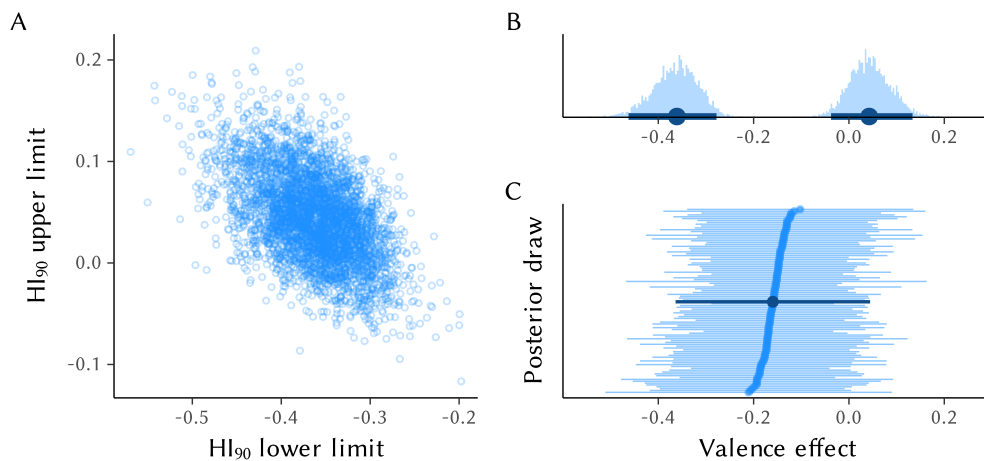 A
0.2
0.1
0.0
-0.1
HI90 upper limit
-0.5 -0.4 -0.3 -0.2
HI90 lower limit
B
-0.4 -0.2 0.0 0.2
C
Posterior draw
-0.4 -0.2 0.0 0.2
Valence effect